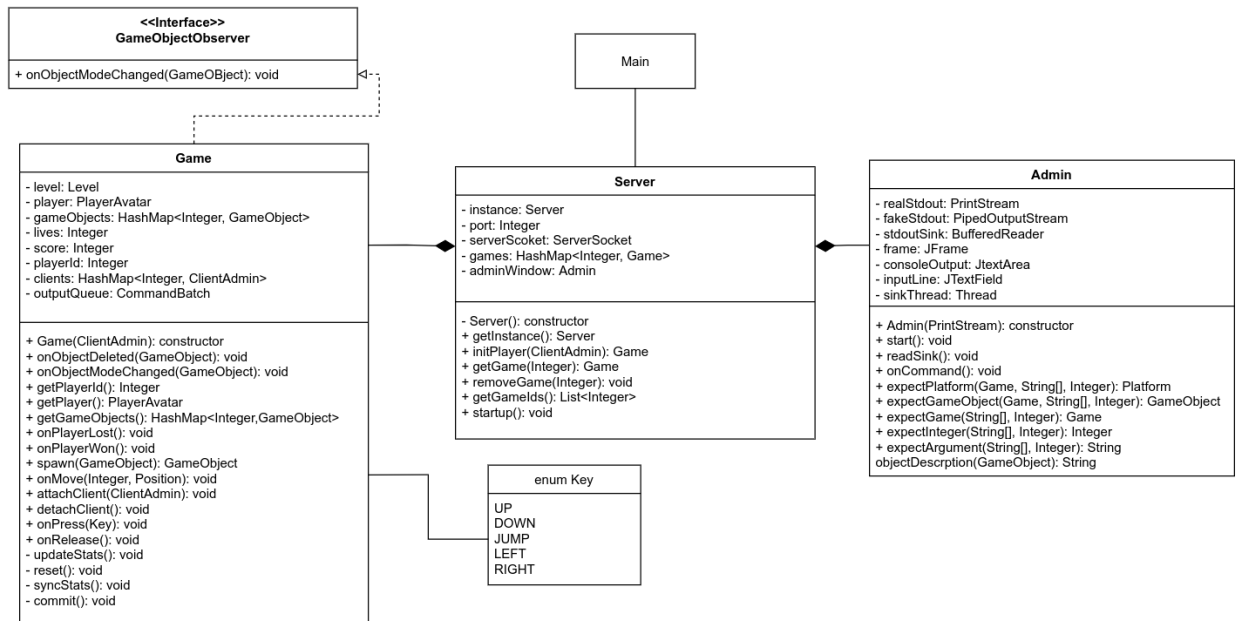 <<Interface>>
GameObjectObserver
+ onObjectModeChanged(GameOBject): void
Main
Game
- level: Level
- player: PlayerAvatar
- gameObjects: HashMap<Integer, GameObject>
- lives: Integer
- score: Integer
- playerId: Integer
- clients: HashMap<Integer, ClientAdmin>
- outputQueue: CommandBatch
+ Game(ClientAdmin): constructor
+ onObjectDeleted(GameObject): void
+ onObjectModeChanged(GameObject): void
+ getPlayerId(): Integer
+ getPlayer(): PlayerAvatar
+ getGameObjects(): HashMap<Integer,GameObject>
+ onPlayerLost(): void
+ onPlayerWon(): void
+ spawn(GameObject): GameObject
+ onMove(Integer, Position): void
+ attachClient(ClientAdmin): void
+ detachClient(): void
+ onPress(Key): void
+ onRelease(): void
- updateStats(): void
- reset(): void
- syncStats(): void
- commit(): void
Server
- instance: Server
- port: Integer
- serverScoket: ServerSocket
- games: HashMap<Integer, Game>
- adminWindow: Admin
- Server(): constructor
+ getInstance(): Server
+ initPlayer(ClientAdmin): Game
+ getGame(Integer): Game
+ removeGame(Integer): void
+ getGameIds(): List<Integer>
+ startup(): void
enum Key
UP
DOWN
JUMP
LEFT
RIGHT
Admin
- realStdout: PrintStream
- fakeStdout: PipedOutputStream
- stdoutSink: BufferedReader
- frame: JFrame
- consoleOutput: JtextArea
- inputLine: JTextField
- sinkThread: Thread
+ Admin(PrintStream): constructor
+ start(): void
+ readSink(): void
+ onCommand(): void
+ expectPlatform(Game, String[], Integer): Platform
+ expectGameObject(Game, String[], Integer): GameObject
+ expectGame(String[], Integer): Game
+ expectInteger(String[], Integer): Integer
+ expectArgument(String[], Integer): String
objectDescrption(GameObject): String